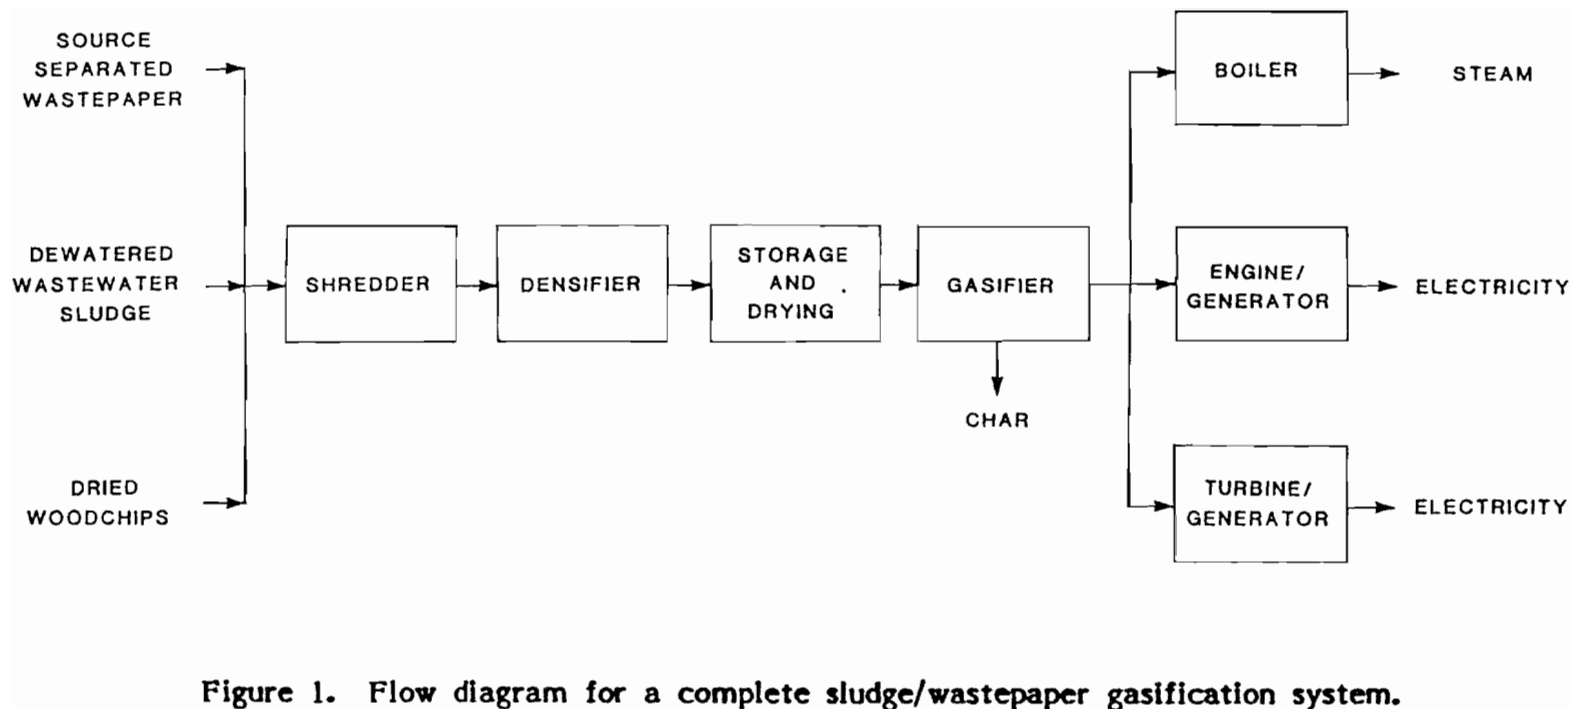 SOURCE
SEPARATED
WASTEPAPER
DEWATERED
WASTEWATER
SLUDGE
DRIED
WOODCHIPS
SHREDDER
DENSIFIER
STORAGE
AND
DRYING
GASIFIER
CHAR
BOILER
STEAM
ENGINE/
GENERATOR
ELECTRICITY
TURBINE/
GENERATOR
ELECTRICITY
Figure 1. Flow diagram for a complete sludge/wastepaper gasification system.